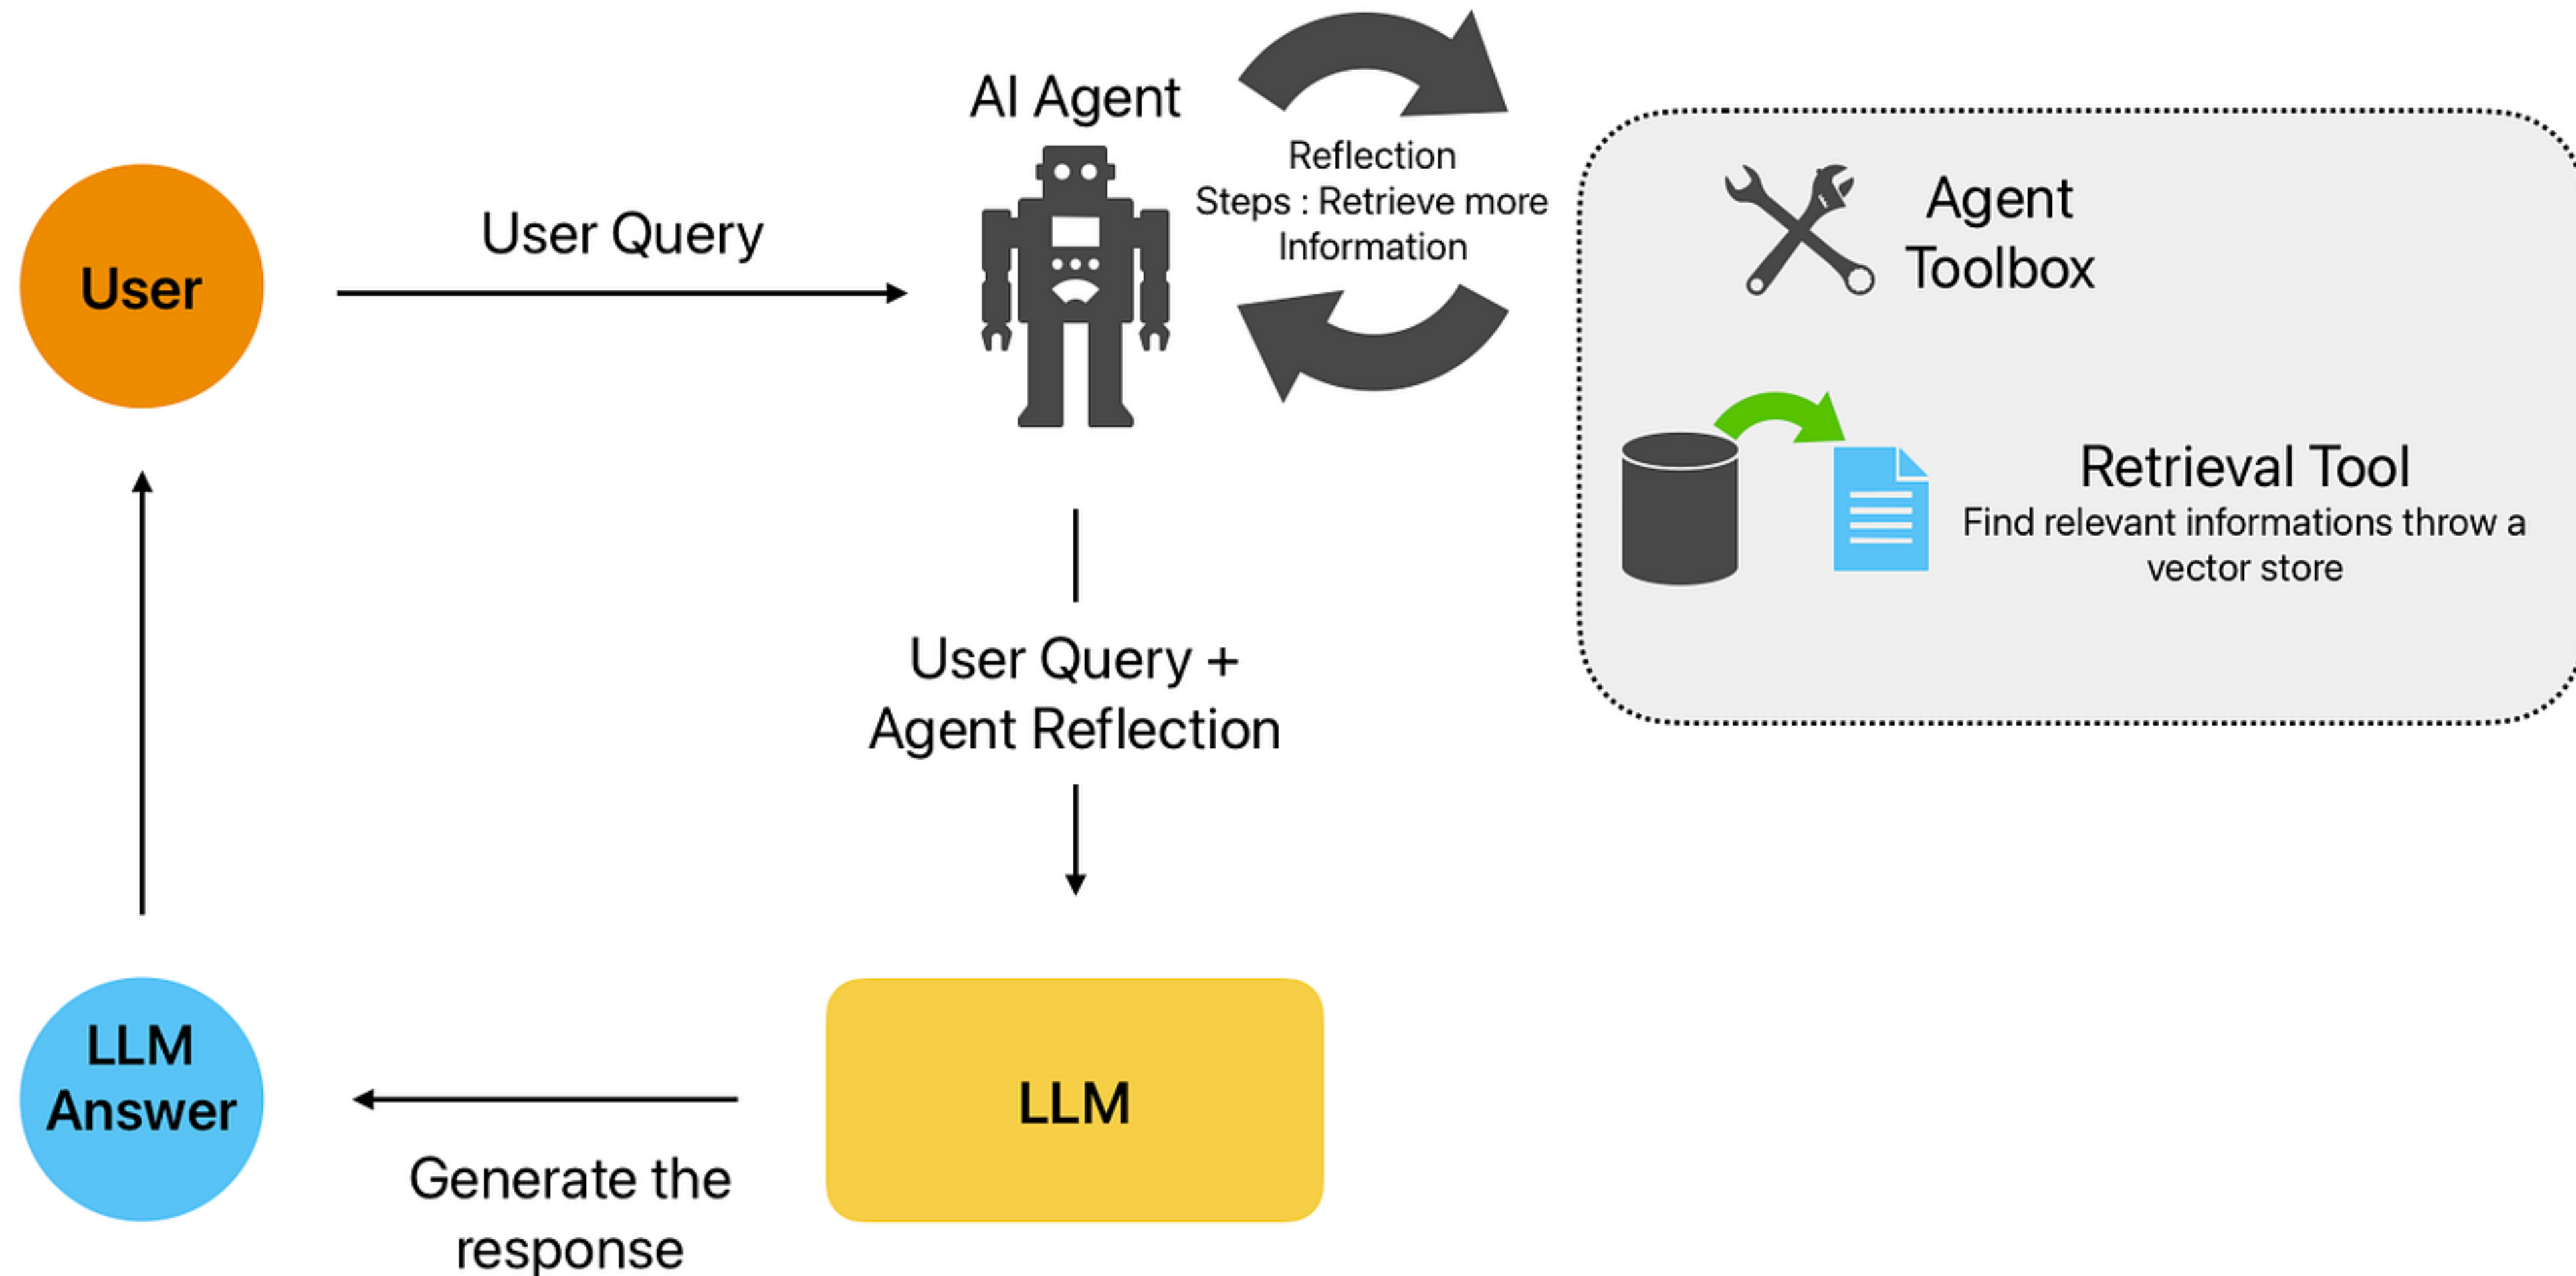 AI Agent
Reflection
Steps : Retrieve more
Information
User
User Query
Agent
Toolbox
Retrieval Tool
Find relevant informations throw a
vector store
User Query +
Agent Reflection
LLM
Answer
LLM
Generate the
response